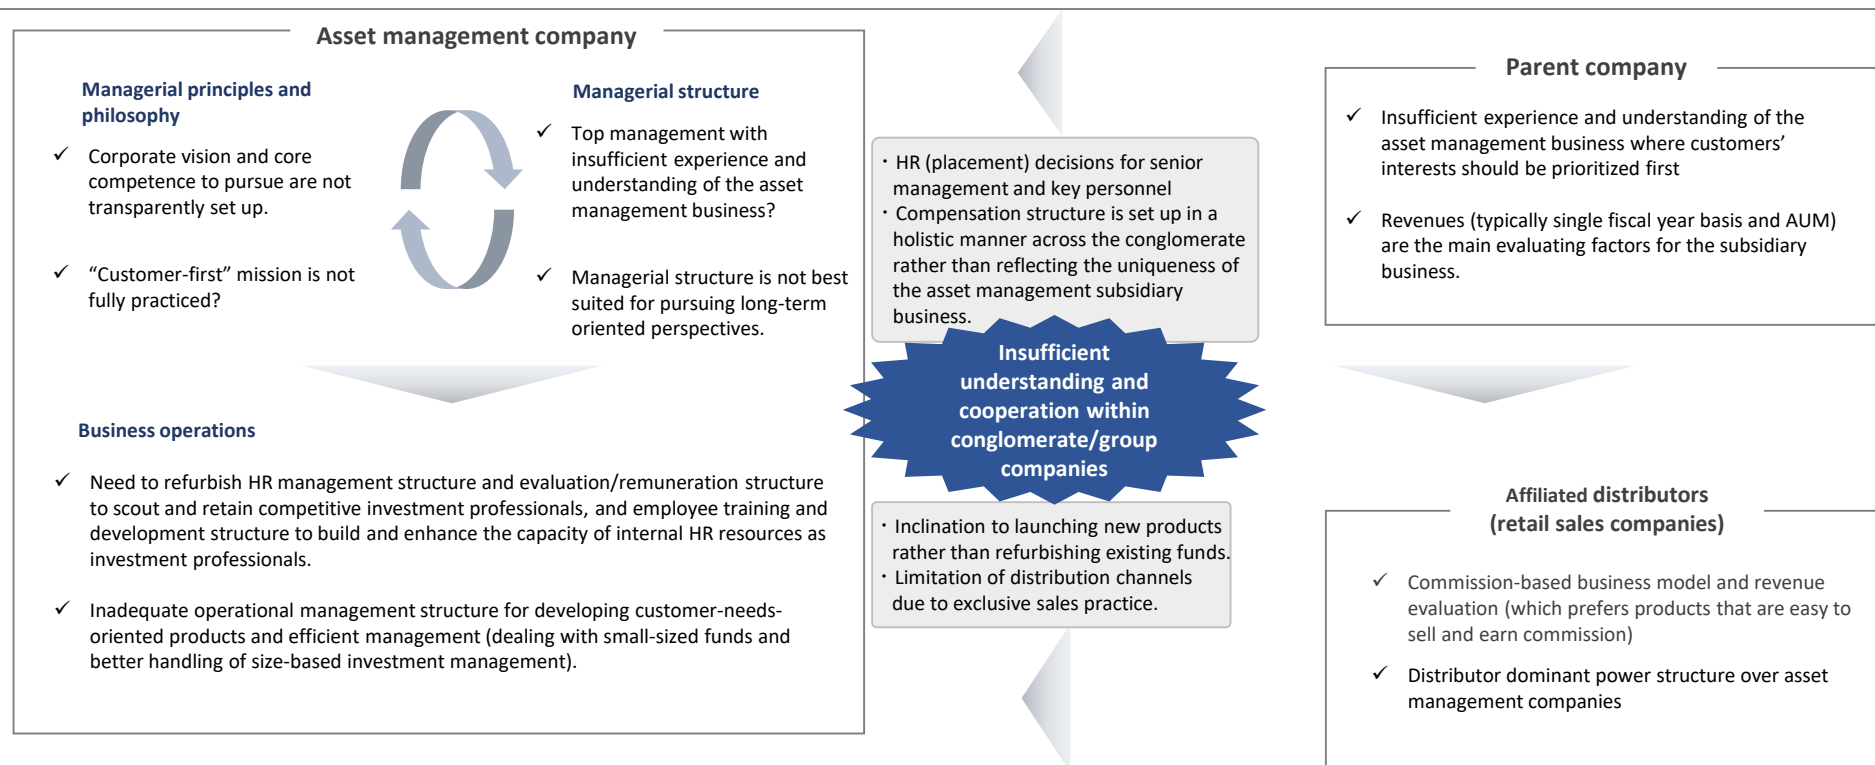 Asset management company
Managerial principles and
philosophy
✓ Corporate vision and core
competence to pursue are not
transparently set up.
✓ “Customer-first” mission is not
fully practiced?
Managerial structure
✓ Top management with
insufficient experience and
understanding of the asset
management business?
✓ Managerial structure is not best
suited for pursuing long-term
oriented perspectives.
Business operations
✓ Need to refurbish HR management structure and evaluation/remuneration structure
to scout and retain competitive investment professionals, and employee training and
development structure to build and enhance the capacity of internal HR resources as
investment professionals.
✓ Inadequate operational management structure for developing customer-needs-
oriented products and efficient management (dealing with small-sized funds and
better handling of size-based investment management).
・HR (placement) decisions for senior
management and key personnel
・Compensation structure is set up in a
holistic manner across the conglomerate
rather than reflecting the uniqueness of
the asset management subsidiary
business.
Insufficient
understanding and
cooperation within
conglomerate/group
companies
・Inclination to launching new products
rather than refurbishing existing funds.
・Limitation of distribution channels
due to exclusive sales practice.
Parent company
✓ Insufficient experience and understanding of the
asset management business where customers’
interests should be prioritized first
✓ Revenues (typically single fiscal year basis and AUM)
are the main evaluating factors for the subsidiary
business.
Affiliated distributors
(retail sales companies)
✓ Commission-based business model and revenue
evaluation (which prefers products that are easy to
sell and earn commission)
✓ Distributor dominant power structure over asset
management companies